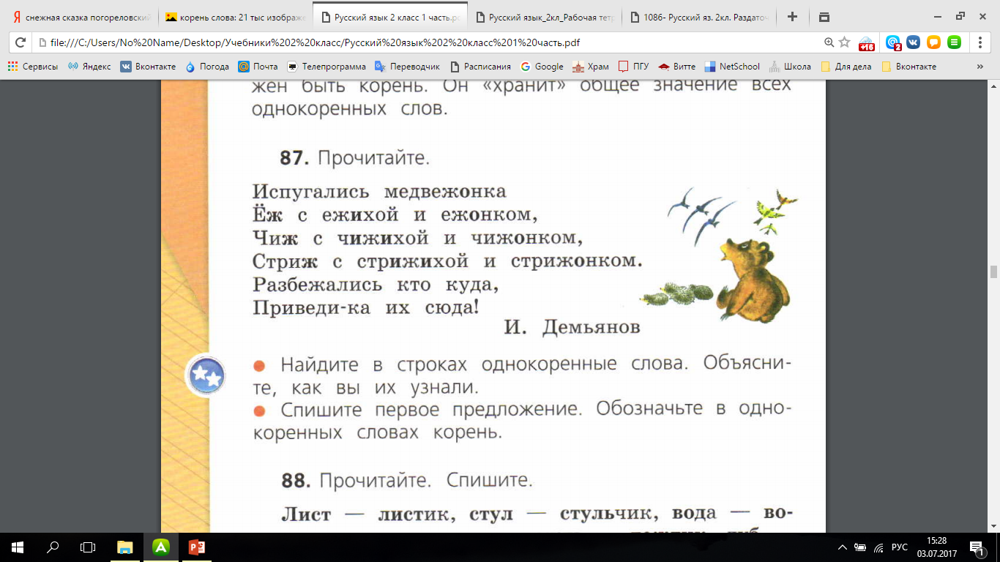 снежная сказка погореловский
корень слова: 21 тыс изображе
Русский язык 2 класс 1 часть.pd
Русский язык_2кл_Рабочая тетр
1086- Русский яз. 2кл. Раздаточ
file:///C:/Users/No%20Name/Desktop/Учебники%202%20класс/Русский%20язык%202%20класс%201%20часть.pdf
+16
2
Сервисы Яндекс Вконтакте Погода Почта Телепрограмма Переводчик Расписания Google Храм ПГУ Витте NetSchool Школа Для дела Вконтакте »
жен быть корень. Он «хранит» общее значение всех
однокоренных слов.
87. Прочитайте.
Испугались медвежонка
Ёж с ежихой и ежонком,
Чиж с чижихой и чижонком,
Стриж с стрижихой и стрижонком.
Разбежались кто куда,
Приведи-ка их сюда!
И. Демьянов
Найдите в строках однокоренные слова. Объясни-
те, как вы их узнали.
Спишите первое предложение. Обозначьте в одно-
коренных словах корень.
88. Прочитайте. Спишите.
Лист — листик, стул — стульчик, вода — во-
РУС
15:28
03.07.2017
1